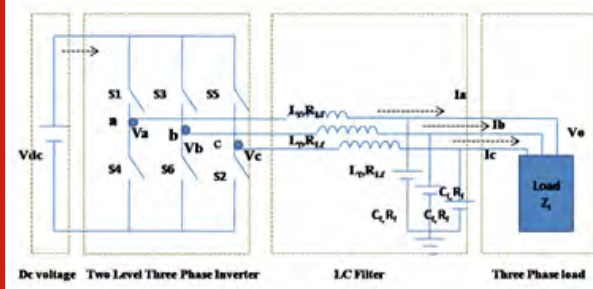 Vdc
S1
S3
S5
a
Va
b
Vb
c
Vc
S4
S6
S2
Lf,RLf
Lf,RLf
Lf,RLf
Ia
Ib
Ic
Vo
Cf,Rf
Cf,Rf
Cf,Rf
Load
Dc voltage
Two Level Three Phase Inverter
LC Filter
Three Phase load